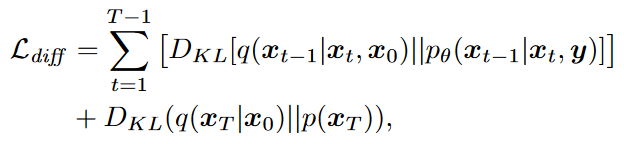 $\mathcal{L}_{diff} = \sum_{t=1}^{T-1} \left[ D_{KL}[q(\boldsymbol{x}_{t-1}|\boldsymbol{x}_t, \boldsymbol{x}_0)||p_\theta(\boldsymbol{x}_{t-1}|\boldsymbol{x}_t, \boldsymbol{y})] \right]$
$+ D_{KL}(q(\boldsymbol{x}_T|\boldsymbol{x}_0)||p(\boldsymbol{x}_T)),$